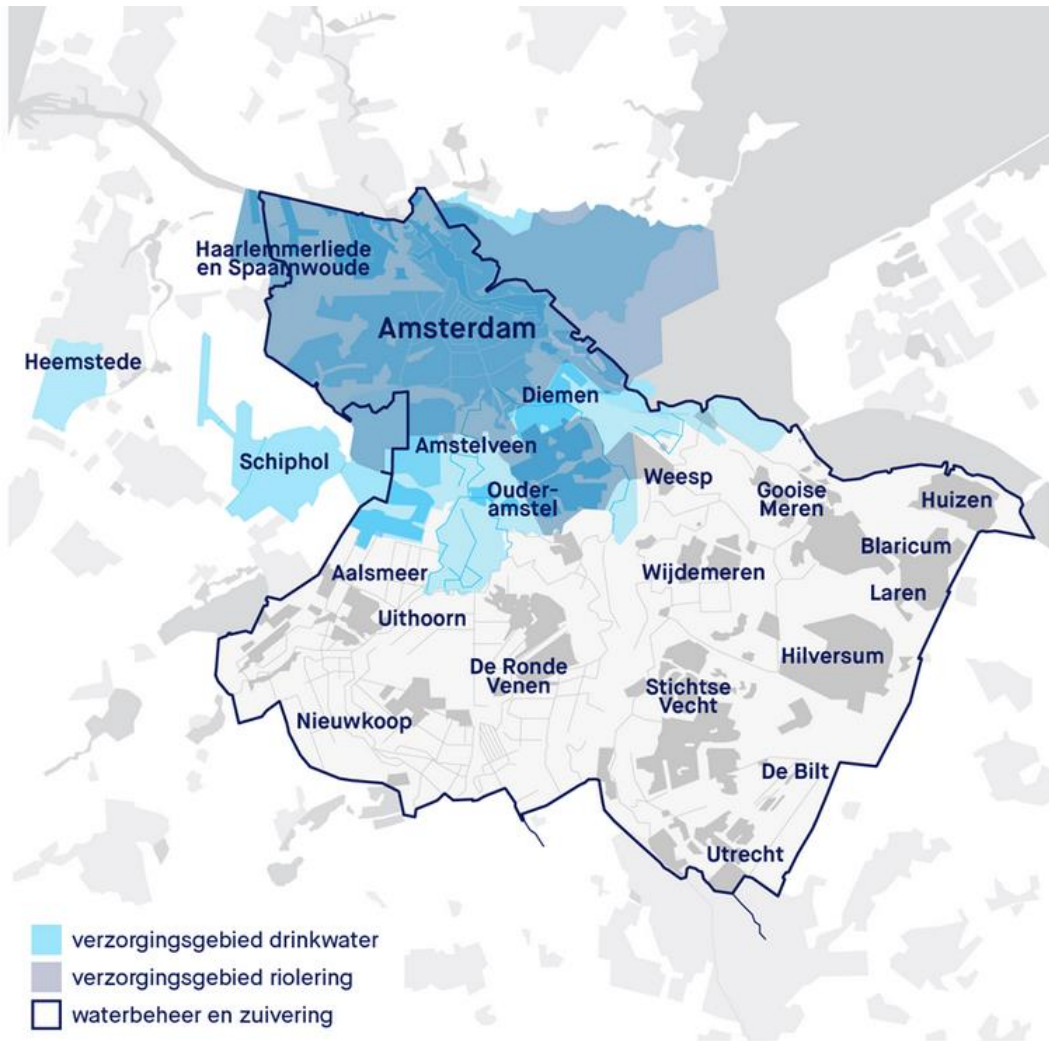 Haarlemmerliede
en Spaarnwoude
Amsterdam
Heemstede
Diemen
Amstelveen
Schiphol
Ouder-
amstel
Weesp
Gooise
Meren
Huizen
Blaricum
Aalsmeer
Wijdemeren
Laren
Uithoorn
Hilversum
De Ronde
Venen
Stichtse
Vecht
Nieuwkoop
De Bilt
Utrecht
verzorgingsgebied drinkwater
verzorgingsgebied riolering
waterbeheer en zuivering